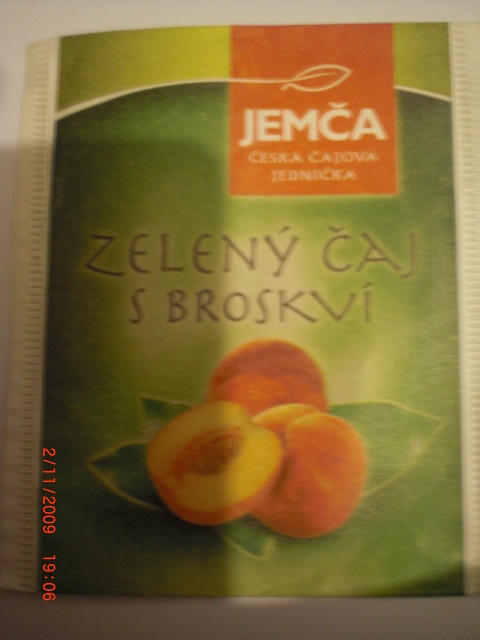 JEMČA
ČESKÁ ČAJOVÁ
JEDNIČKA
ZELENÝ ČAJ
S BROSKVÍ
2/11/2009 19:06